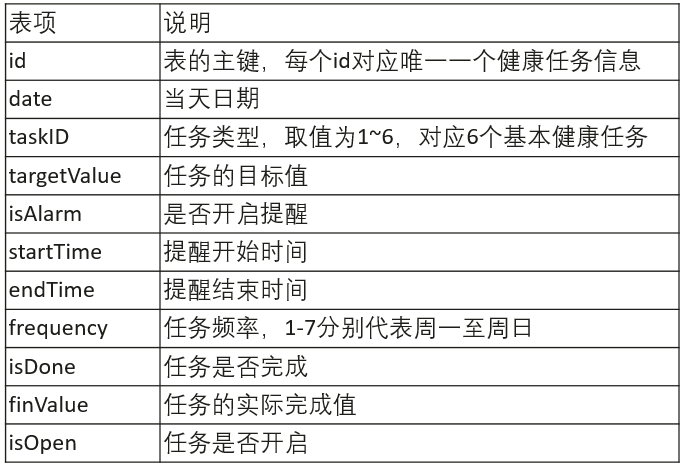 表项 说明
id 表的主键，每个id对应唯一一个健康任务信息
date 当天日期
taskID 任务类型，取值为1~6，对应6个基本健康任务
targetValue 任务的目标值
isAlarm 是否开启提醒
startTime 提醒开始时间
endTime 提醒结束时间
frequency 任务频率，1-7分别代表周一至周日
isDone 任务是否完成
finValue 任务的实际完成值
isOpen 任务是否开启